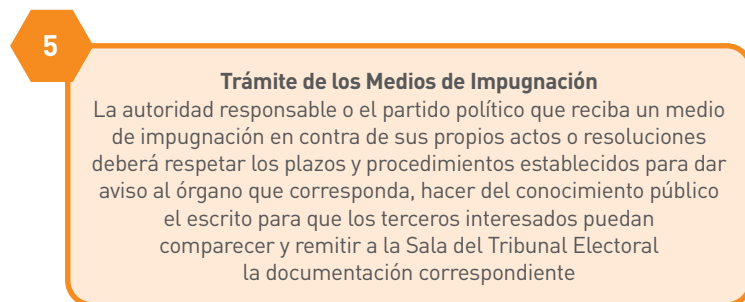 5
Trámite de los Medios de Impugnación
La autoridad responsable o el partido político que reciba un medio
de impugnación en contra de sus propios actos o resoluciones
deberá respetar los plazos y procedimientos establecidos para dar
aviso al órgano que corresponda, hacer del conocimiento público
el escrito para que los terceros interesados puedan
comparecer y remitir a la Sala del Tribunal Electoral
la documentación correspondiente